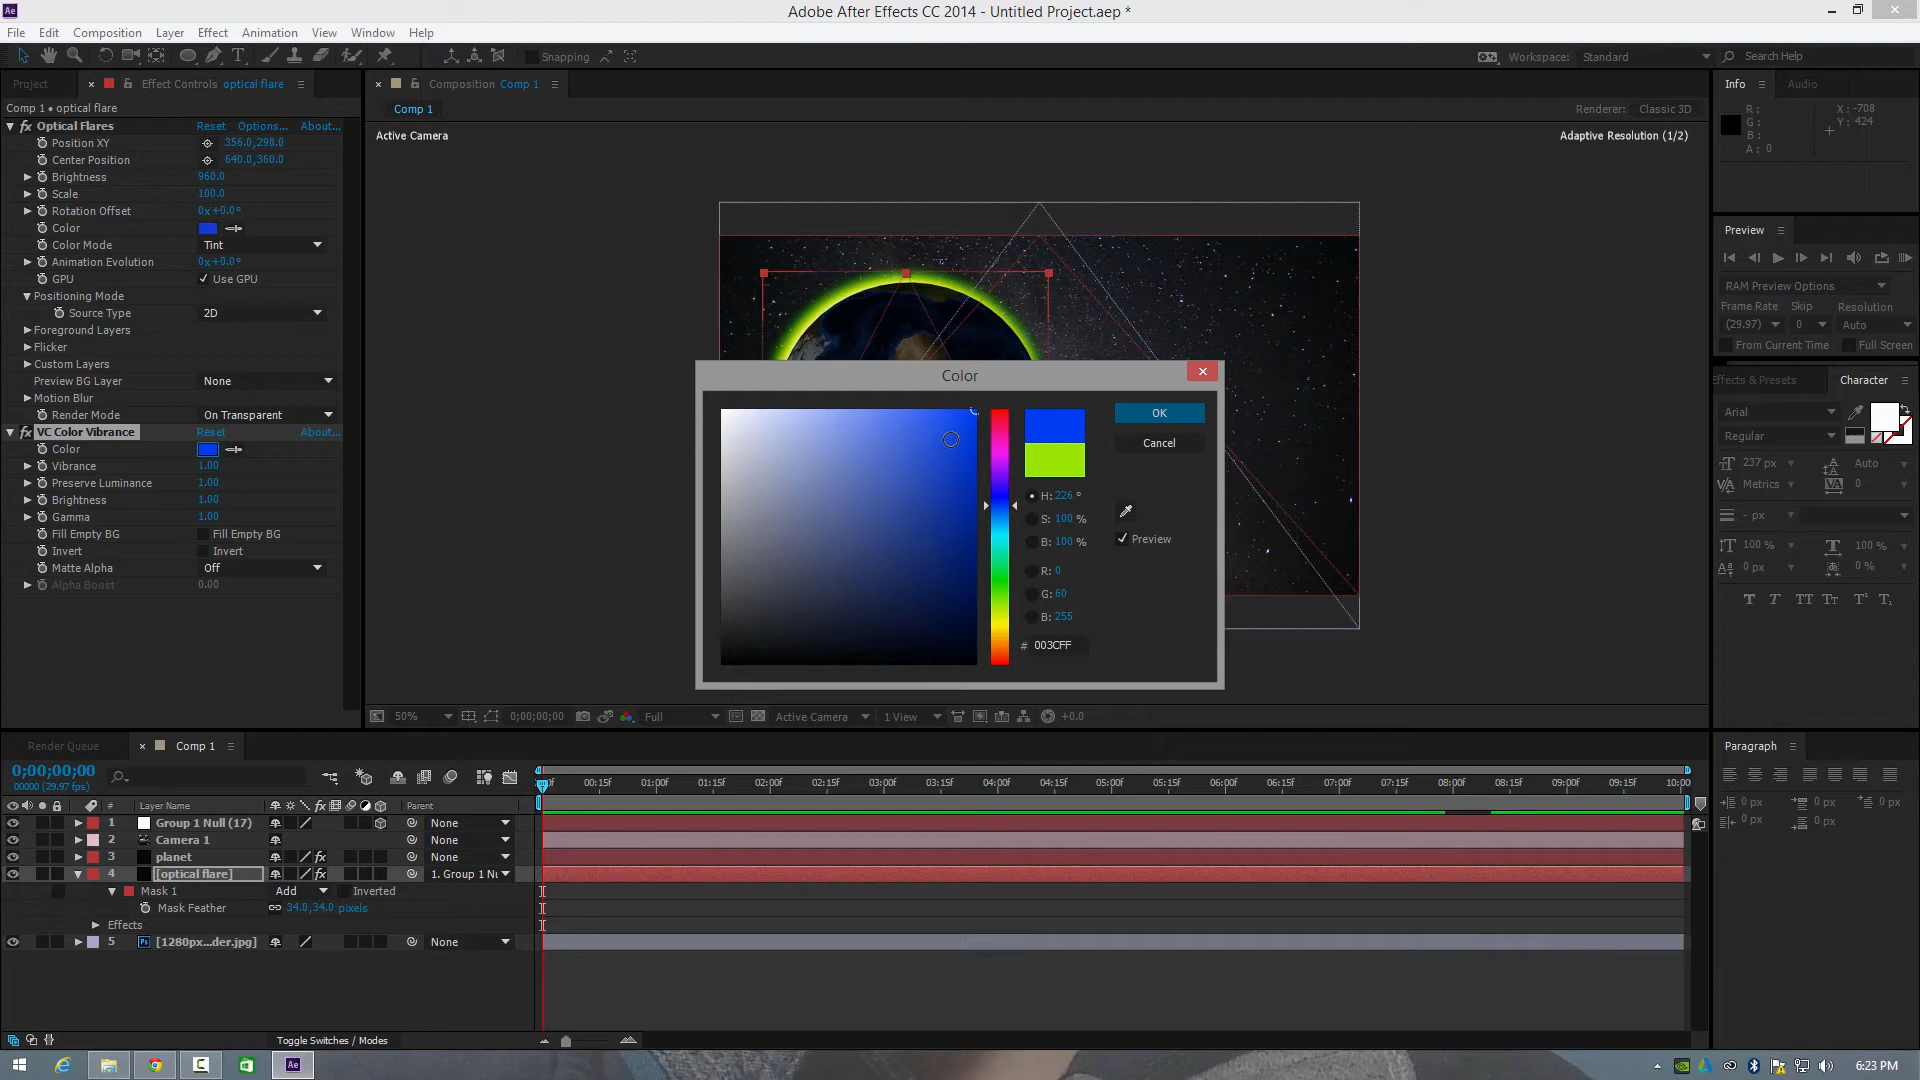 Adobe After Effects CC 2014 - Untitled Project.aep *
File Edit Composition Layer Effect Animation View Window Help
Snapping
Workspace: Standard
Search Help
Project
Effect Controls optical flare
Comp 1 • optical flare
fx Optical Flares Reset Options... About...
Position XY 356.0,298.0
Center Position 640.0,360.0
Brightness 960.0
Scale 100.0
Rotation Offset 0x+0.0°
Color
Color Mode Tint
Animation Evolution 0x+0.0°
GPU Use GPU
Positioning Mode
Source Type 2D
Foreground Layers
Flicker
Custom Layers
Preview BG Layer None
Motion Blur
Render Mode On Transparent
fx VC Color Vibrance Reset About...
Color
Vibrance 1.00
Preserve Luminance 1.00
Brightness 1.00
Gamma 1.00
Fill Empty BG Fill Empty BG
Invert Invert
Matte Alpha Off
Alpha Boost 0.00
Composition Comp 1
Comp 1
Renderer: Classic 3D
Active Camera
Adaptive Resolution (1/2)
Color
OK
Cancel
H: 226 °
S: 100 %
B: 100 %
Preview
R: 0
G: 60
B: 255
# 003CFF
50% 0;00;00;00 Full Active Camera 1 View +0.0
Info Audio
R: X: -708
G: Y: 424
B:
A: 0
Preview
RAM Preview Options
Frame Rate Skip Resolution
(29.97) 0 Auto
From Current Time Full Screen
Effects & Presets Character
Arial
Regular
237 px Auto
Metrics 0
- px
100 % 100 %
0 px 0 %
T T TT Tr T¹ T₁
Paragraph
0 px 0 px 0 px
0 px 0 px
Render Queue Comp 1
0;00;00;00
00000 (29.97 fps)
# Layer Name Parent
00:15f 01:00f 01:15f 02:00f 02:15f 03:00f 03:15f 04:00f 04:15f 05:00f 05:15f 06:00f 06:15f 07:00f 07:15f 08:00f 08:15f 09:00f 09:15f
1 Group 1 Null (17) None
2 Camera 1 None
3 planet fx None
4 [optical flare] fx
Mask 1 Add Inverted
Mask Feather 34.0,34.0 pixels
Effects
5 [1280px...der.jpg] None
Toggle Switches / Modes
6:23 PM